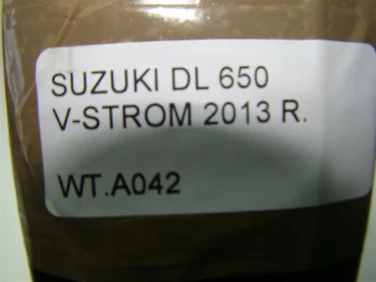 SUZUKI DL 650
V-STROM 2013 R.
WT.A042